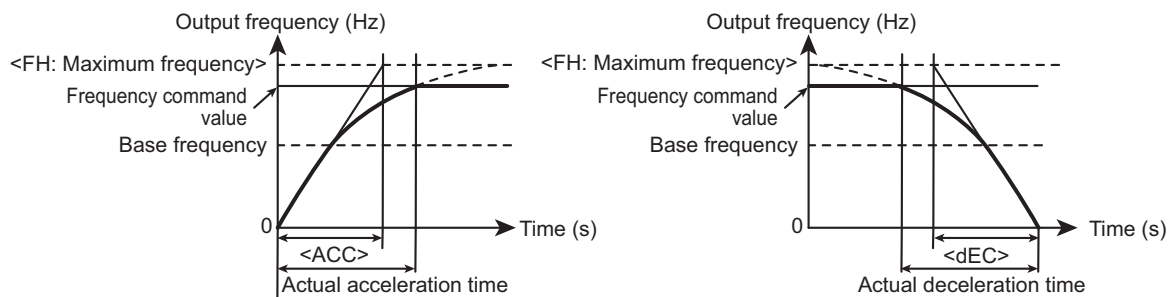 Output frequency (Hz)
<FH: Maximum frequency>
Frequency command
value
Base frequency
0
Time (s)
<ACC>
Actual acceleration time
Output frequency (Hz)
<FH: Maximum frequency>
Frequency command
value
Base frequency
0
Time (s)
<dEC>
Actual deceleration time